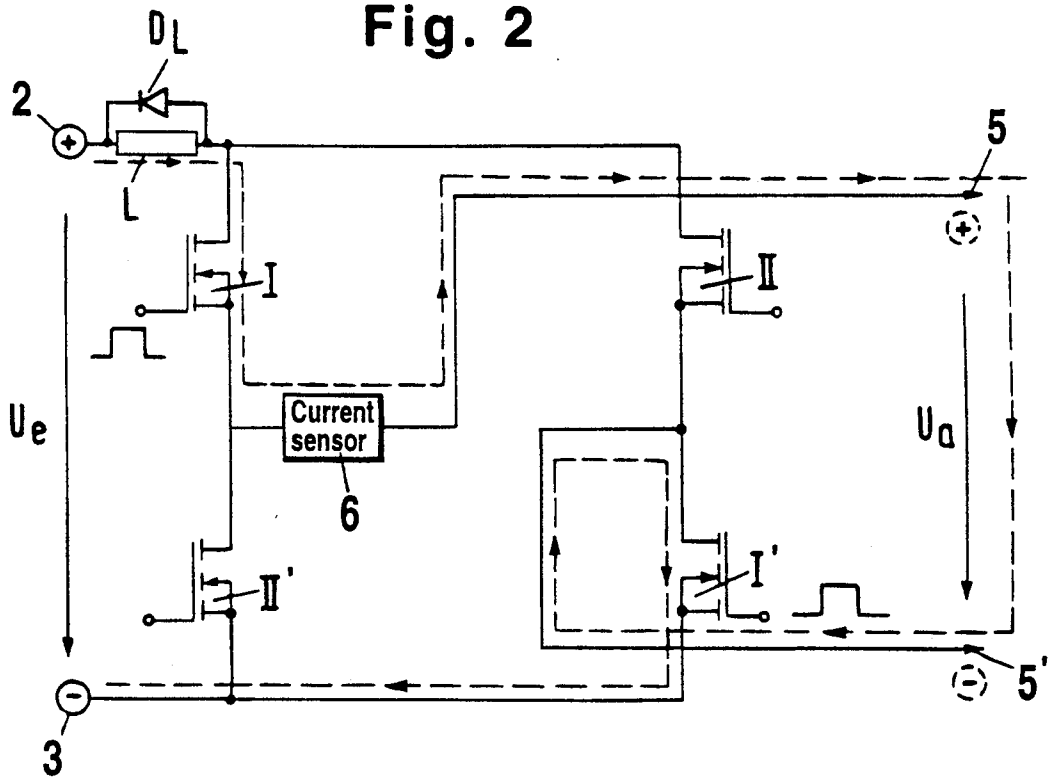 Fig. 2
DL
2
+
L
5
+
I
II
Ue
Current
sensor
6
Ua
II'
I'
5'
-
-
3